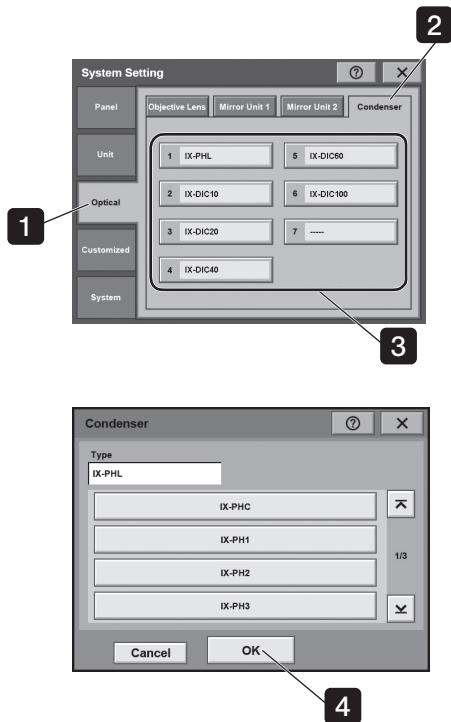 2
System Setting ? ×
Panel
Objective Lens Mirror Unit 1 Mirror Unit 2 Condenser
Unit
1 IX-PHL 5 IX-DIC60
2 IX-DIC10 6 IX-DIC100
Optical
1
3 IX-DIC20 7 -----
Customized
4 IX-DIC40
System
3
Condenser ? ×
Type
IX-PHL
IX-PHC
IX-PH1
1/3
IX-PH2
IX-PH3
Cancel OK
4